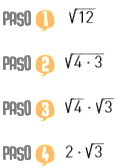 PASO 1 √12
PASO 2 √4 · 3
PASO 3 √4 · √3
PASO 4 2 · √3